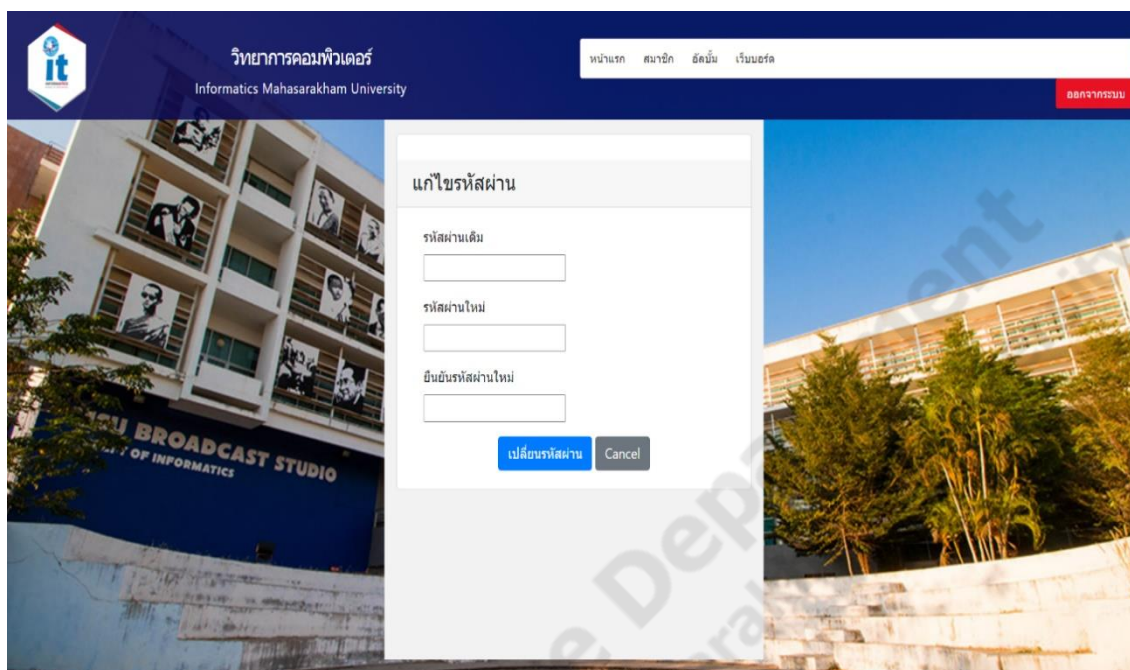 it
INFORMATICS
วิทยาการคอมพิวเตอร์
Informatics Mahasarakham University
หน้าแรก สมาชิก อัลบั้ม เว็บบอร์ด
ออกจากระบบ
แก้ไขรหัสผ่าน
รหัสผ่านเดิม
รหัสผ่านใหม่
ยืนยันรหัสผ่านใหม่
เปลี่ยนรหัสผ่าน Cancel
BROADCAST STUDIO
OF INFORMATICS